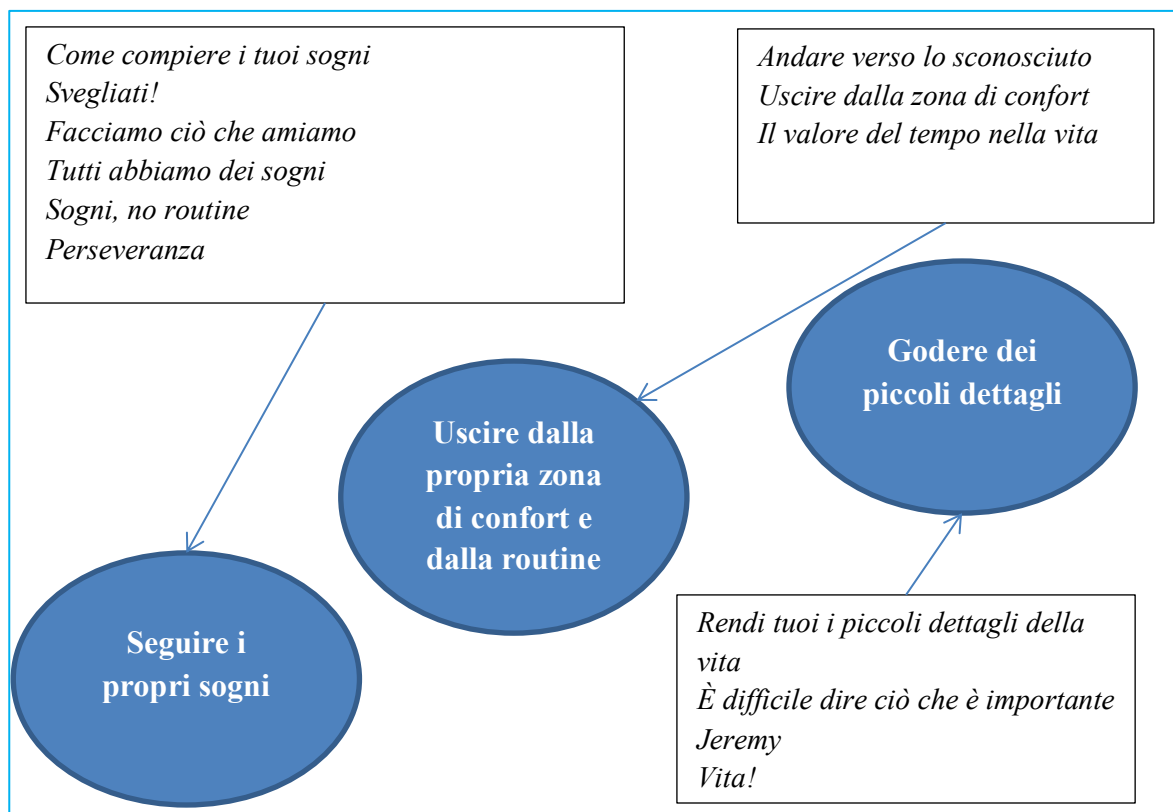 Come compiere i tuoi sogni
Svegliati!
Facciamo ciò che amiamo
Tutti abbiamo dei sogni
Sogni, no routine
Perseveranza
Andare verso lo sconosciuto
Uscire dalla zona di confort
Il valore del tempo nella vita
Godere dei
piccoli dettagli
Uscire dalla
propria zona
di confort e
dalla routine
Seguire i
propri sogni
Rendi tuoi i piccoli dettagli della
vita
È difficile dire ciò che è importante
Jeremy
Vita!